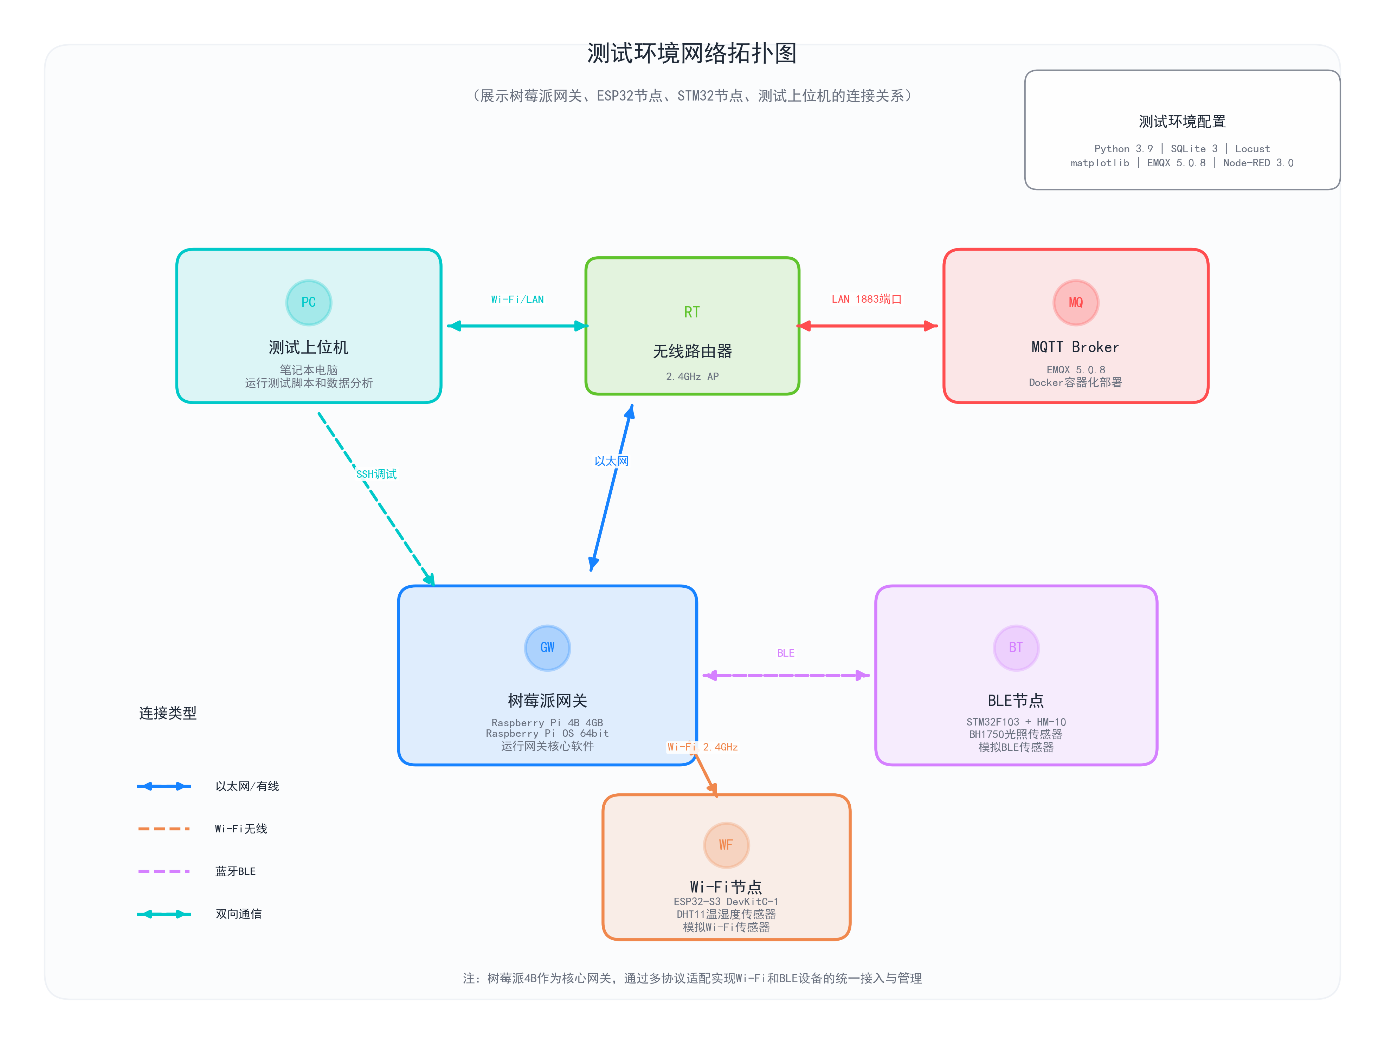 测试环境网络拓扑图
（展示树莓派网关、ESP32节点、STM32节点、测试上位机的连接关系）
测试环境配置
Python 3.9 | SQLite 3 | Locust
matplotlib | EMQX 5.0.8 | Node-RED 3.0
PC
测试上位机
笔记本电脑
运行测试脚本和数据分析
Wi-Fi/LAN
RT
无线路由器
2.4GHz AP
LAN 1883端口
MQ
MQTT Broker
EMQX 5.0.8
Docker容器化部署
SSH调试
以太网
GW
树莓派网关
Raspberry Pi 4B 4GB
Raspberry Pi OS 64bit
运行网关核心软件
BLE
BT
BLE节点
STM32F103 + HM-10
BH1750光照传感器
模拟BLE传感器
Wi-Fi 2.4GHz
WF
Wi-Fi节点
ESP32-S3 DevKitC-1
DHT11温湿度传感器
模拟Wi-Fi传感器
连接类型
以太网/有线
Wi-Fi无线
蓝牙BLE
双向通信
注: 树莓派4B作为核心网关，通过多协议适配实现Wi-Fi和BLE设备的统一接入与管理